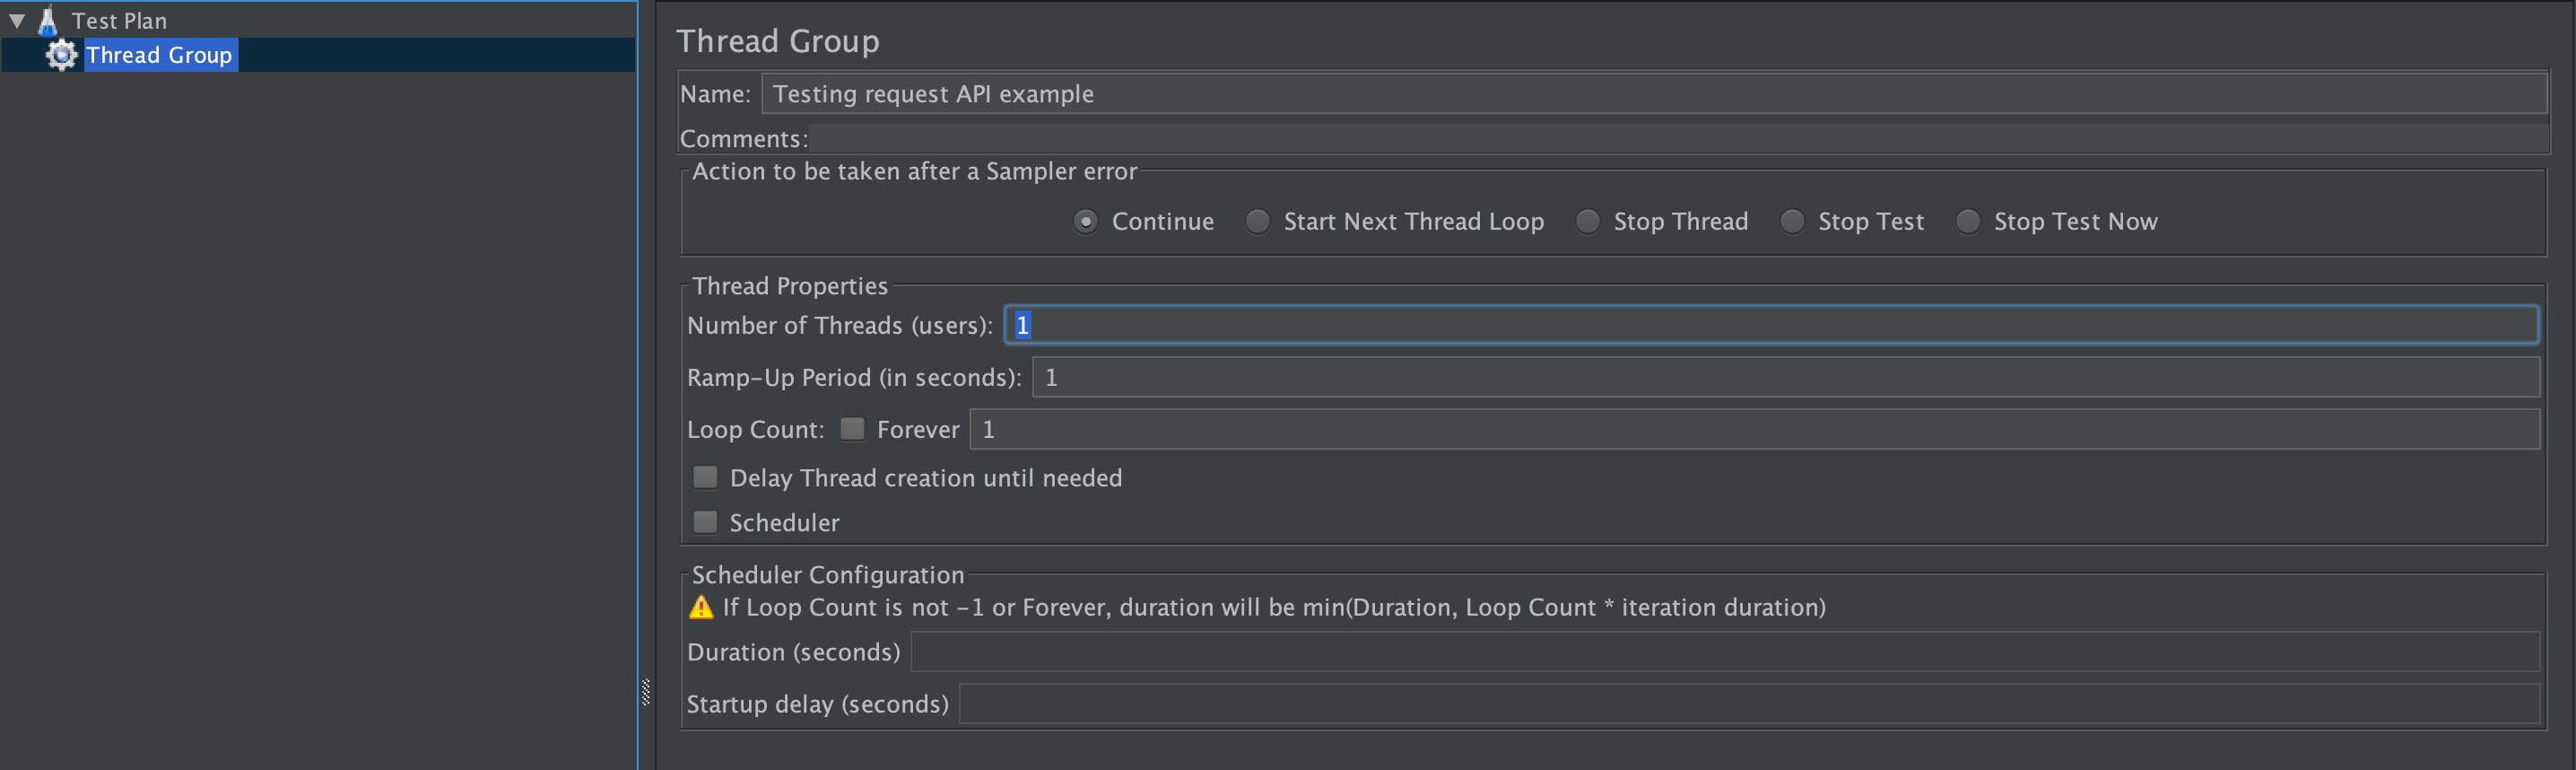 Test Plan
Thread Group
Thread Group
Name: Testing request API example
Comments:
Action to be taken after a Sampler error
Continue Start Next Thread Loop Stop Thread Stop Test Stop Test Now
Thread Properties
Number of Threads (users): 1
Ramp-Up Period (in seconds): 1
Loop Count: Forever 1
Delay Thread creation until needed
Scheduler
Scheduler Configuration
If Loop Count is not -1 or Forever, duration will be min(Duration, Loop Count * iteration duration)
Duration (seconds)
Startup delay (seconds)